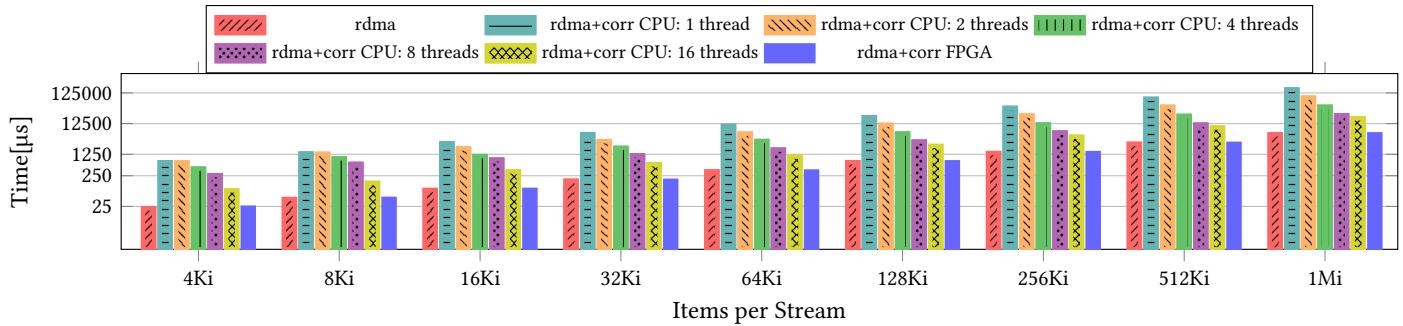 rdma rdma+corr CPU: 1 thread rdma+corr CPU: 2 threads rdma+corr CPU: 4 threads
rdma+corr CPU: 8 threads rdma+corr CPU: 16 threads rdma+corr FPGA
Time[µs]
125000
12500
1250
250
25
4Ki 8Ki 16Ki 32Ki 64Ki 128Ki 256Ki 512Ki 1Mi
Items per Stream